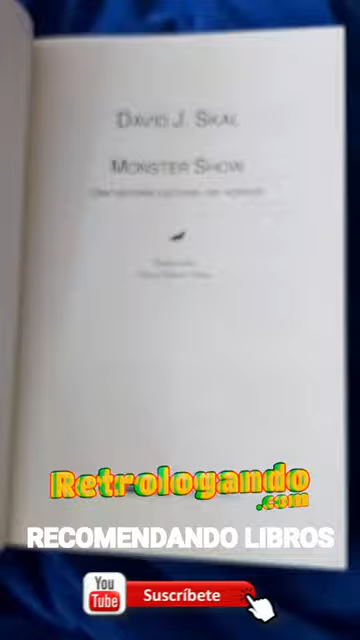 DAVID J. SKAL
MONSTER SHOW
Retrologando
.com
RECOMENDANDO LIBROS
You
Tube
Suscríbete